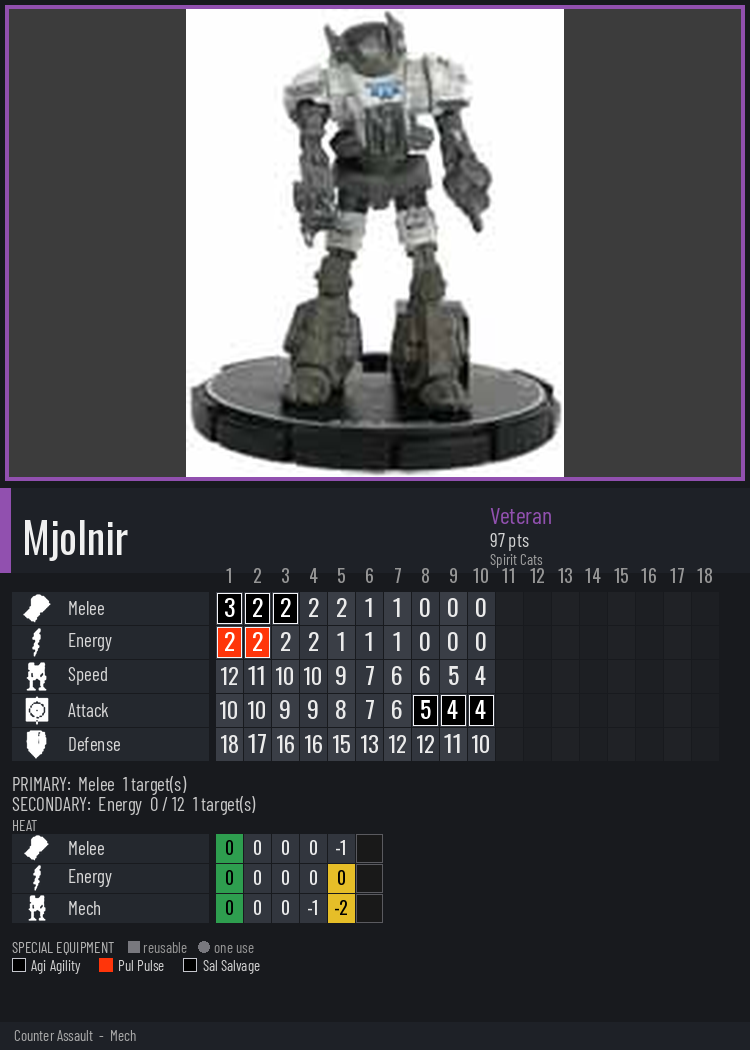 Mjolnir
Veteran
97 pts
Spirit Cats
1 2 3 4 5 6 7 8 9 10 11 12 13 14 15 16 17 18
Melee 3 2 2 2 2 1 1 0 0 0
Energy 2 2 2 2 1 1 1 0 0 0
Speed 12 11 10 10 9 7 6 6 5 4
Attack 10 10 9 9 8 7 6 5 4 4
Defense 18 17 16 16 15 13 12 12 11 10
PRIMARY: Melee 1 target(s)
SECONDARY: Energy 0 / 12 1 target(s)
HEAT
Melee 0 0 0 0 -1
Energy 0 0 0 0 0
Mech 0 0 0 -1 -2
SPECIAL EQUIPMENT reusable one use
Agi Agility Pul Pulse Sal Salvage
Counter Assault - Mech